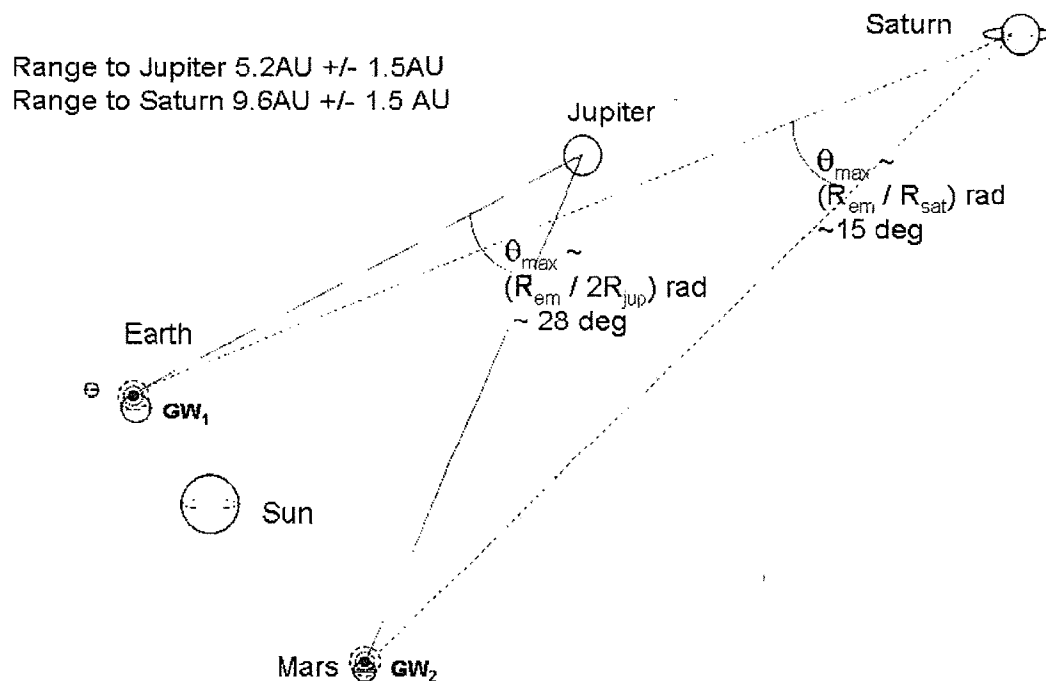 Saturn
Range to Jupiter 5.2AU +/- 1.5AU
Range to Saturn 9.6AU +/- 1.5 AU
Jupiter
θmax ~
(Rem / Rsat) rad
~15 deg
θmax ~
(Rem / 2Rjup) rad
~ 28 deg
Earth
GW1
Sun
Mars
GW2